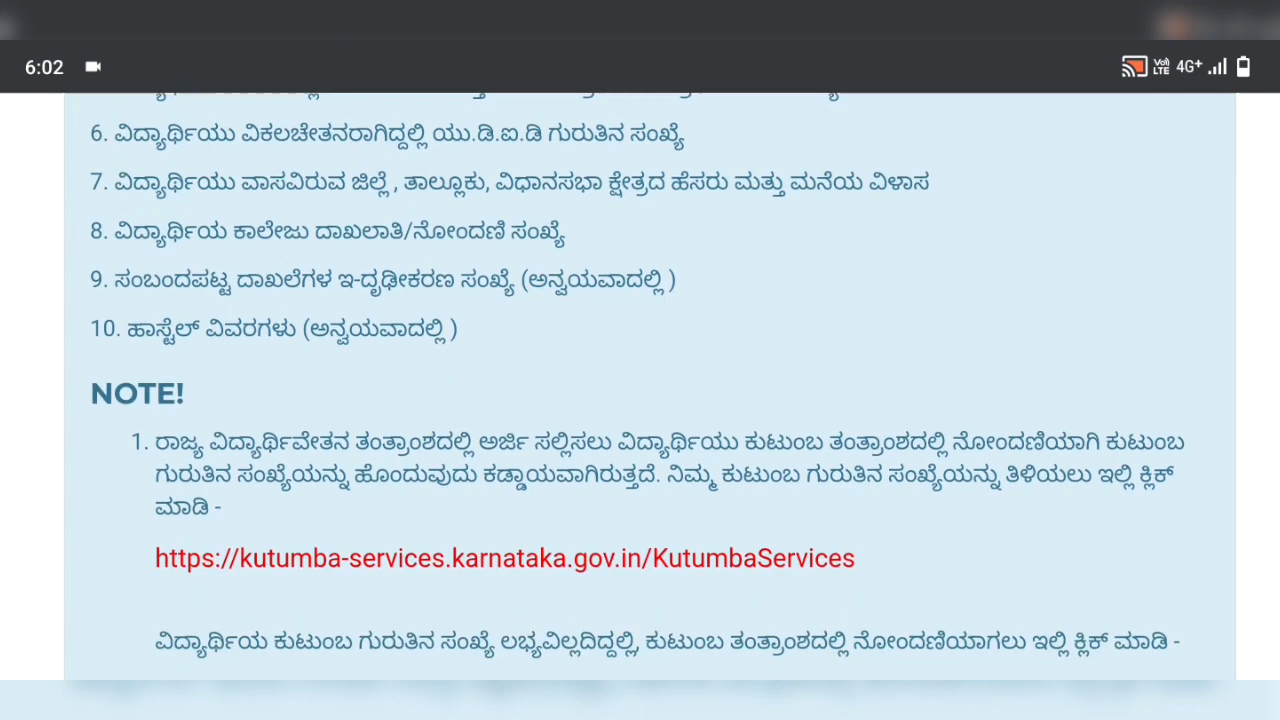 6:02
Vo)
LTE 4G+
6. ವಿದ್ಯಾರ್ಥಿಯು ವಿಕಲಚೇತನರಾಗಿದ್ದಲ್ಲಿ ಯು.ಡಿ.ಐ.ಡಿ ಗುರುತಿನ ಸಂಖ್ಯೆ
7. ವಿದ್ಯಾರ್ಥಿಯು ವಾಸವಿರುವ ಜಿಲ್ಲೆ , ತಾಲ್ಲೂಕು, ವಿಧಾನಸಭಾ ಕ್ಷೇತ್ರದ ಹೆಸರು ಮತ್ತು ಮನೆಯ ವಿಳಾಸ
8. ವಿದ್ಯಾರ್ಥಿಯ ಕಾಲೇಜು ದಾಖಲಾತಿ/ನೋಂದಣಿ ಸಂಖ್ಯೆ
9. ಸಂಬಂದಪಟ್ಟ ದಾಖಲೆಗಳ ಇ-ದೃಢೀಕರಣ ಸಂಖ್ಯೆ (ಅನ್ವಯವಾದಲ್ಲಿ )
10. ಹಾಸ್ಟೆಲ್ ವಿವರಗಳು (ಅನ್ವಯವಾದಲ್ಲಿ )
NOTE!
1. ರಾಜ್ಯ ವಿದ್ಯಾರ್ಥಿವೇತನ ತಂತ್ರಾಂಶದಲ್ಲಿ ಅರ್ಜಿ ಸಲ್ಲಿಸಲು ವಿದ್ಯಾರ್ಥಿಯು ಕುಟುಂಬ ತಂತ್ರಾಂಶದಲ್ಲಿ ನೋಂದಣಿಯಾಗಿ ಕುಟುಂಬ
ಗುರುತಿನ ಸಂಖ್ಯೆಯನ್ನು ಹೊಂದುವುದು ಕಡ್ಡಾಯವಾಗಿರುತ್ತದೆ. ನಿಮ್ಮ ಕುಟುಂಬ ಗುರುತಿನ ಸಂಖ್ಯೆಯನ್ನು ತಿಳಿಯಲು ಇಲ್ಲಿ ಕ್ಲಿಕ್
ಮಾಡಿ -
https://kutumba-services.karnataka.gov.in/KutumbaServices
ವಿದ್ಯಾರ್ಥಿಯ ಕುಟುಂಬ ಗುರುತಿನ ಸಂಖ್ಯೆ ಲಭ್ಯವಿಲ್ಲದಿದ್ದಲ್ಲಿ, ಕುಟುಂಬ ತಂತ್ರಾಂಶದಲ್ಲಿ ನೋಂದಣಿಯಾಗಲು ಇಲ್ಲಿ ಕ್ಲಿಕ್ ಮಾಡಿ -